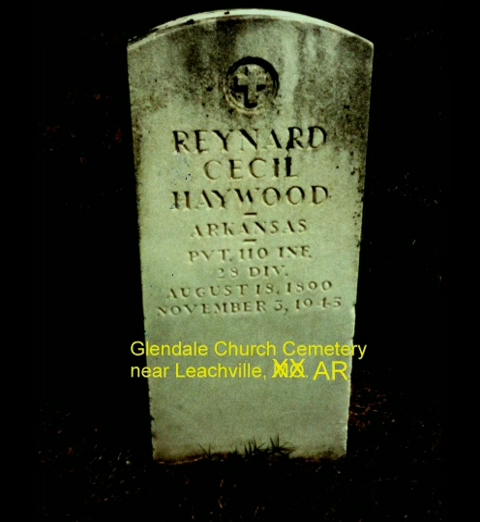 REYNARD
CECIL
HAYWOOD
ARKANSAS
PVT. 110 INF.
28 DIV.
AUGUST 18, 1890
NOVEMBER 3, 1945
Glendale Church Cemetery
near Leachville, AR